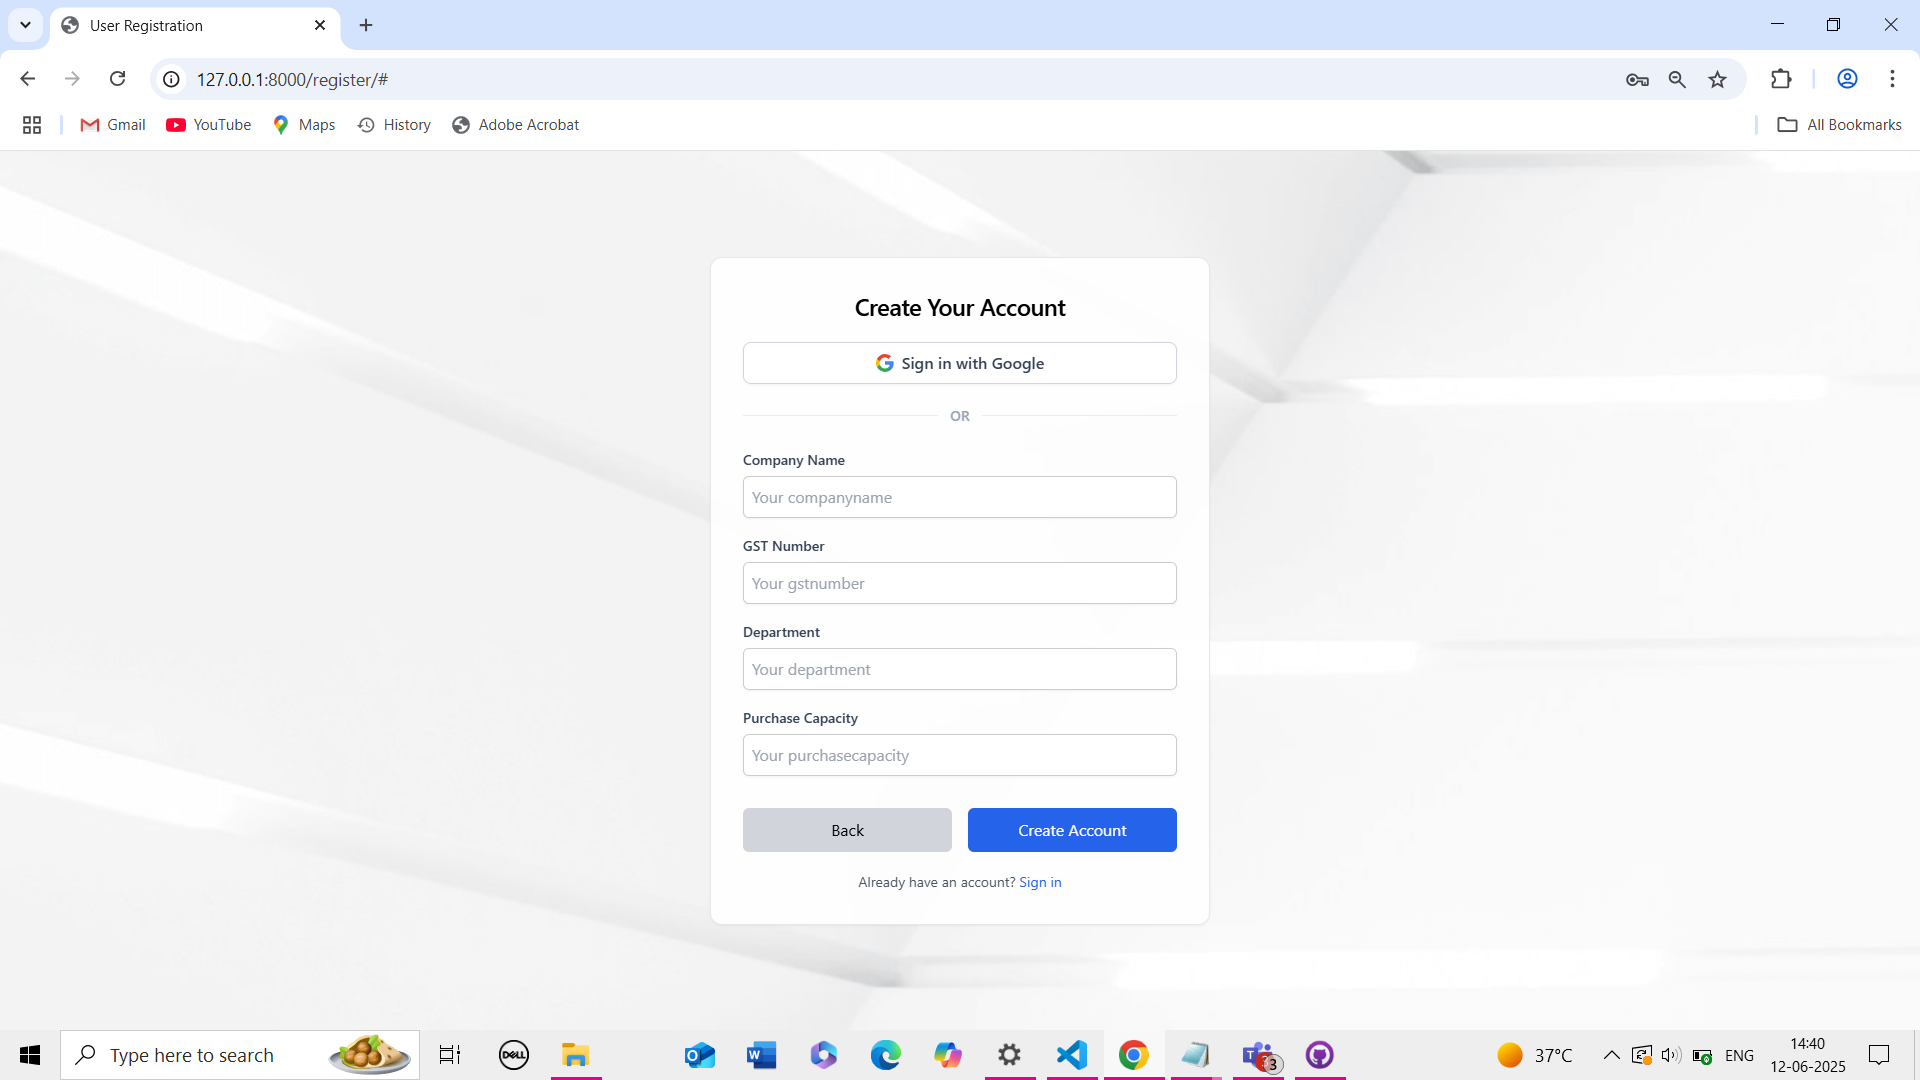 User Registration
127.0.0.1:8000/register/#
Gmail
YouTube
Maps
History
Adobe Acrobat
All Bookmarks
Create Your Account
Sign in with Google
OR
Company Name
Your companyname
GST Number
Your gstnumber
Department
Your department
Purchase Capacity
Your purchasecapacity
Back
Create Account
Already have an account? Sign in
Type here to search
DELL
37°C
ENG
14:40
12-06-2025
3